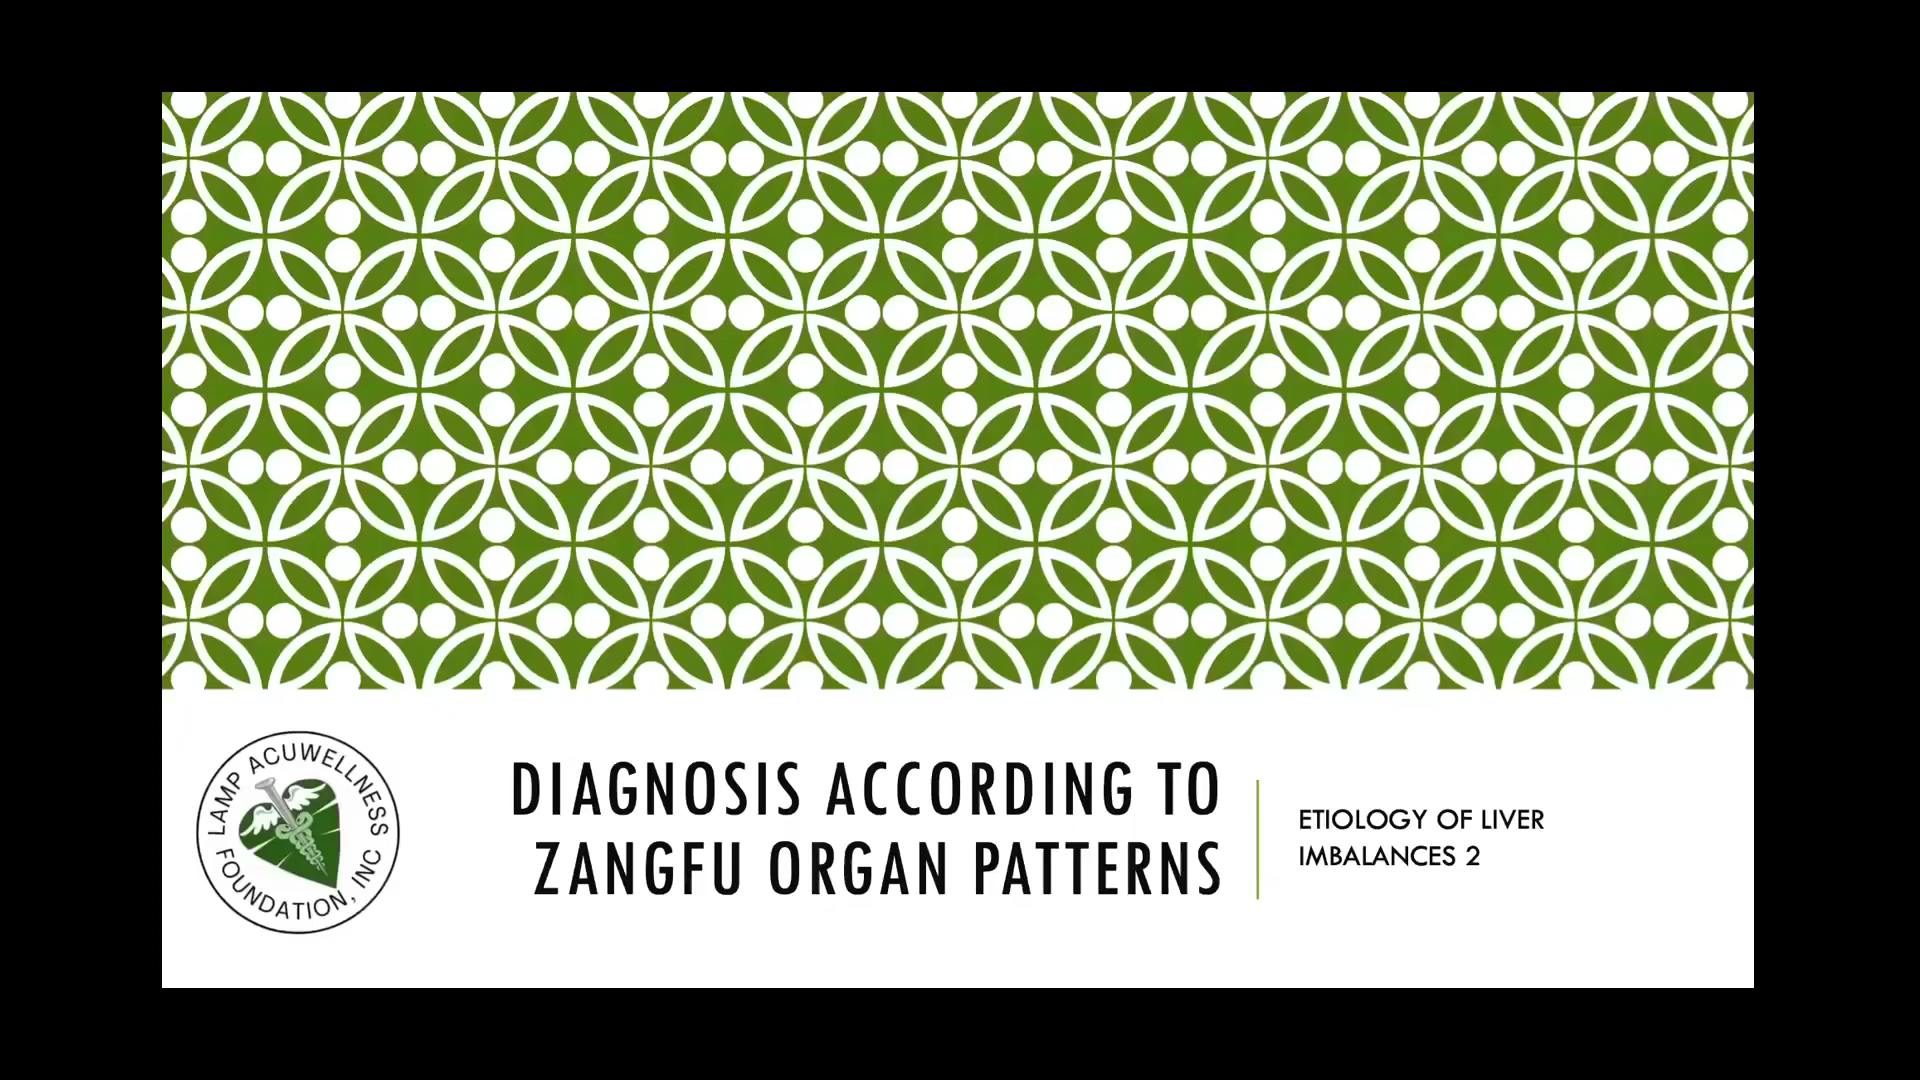 LAMP ACUWELLNESS
FOUNDATION, INC
DIAGNOSIS ACCORDING TO
ZANGFU ORGAN PATTERNS
ETIOLOGY OF LIVER
IMBALANCES 2